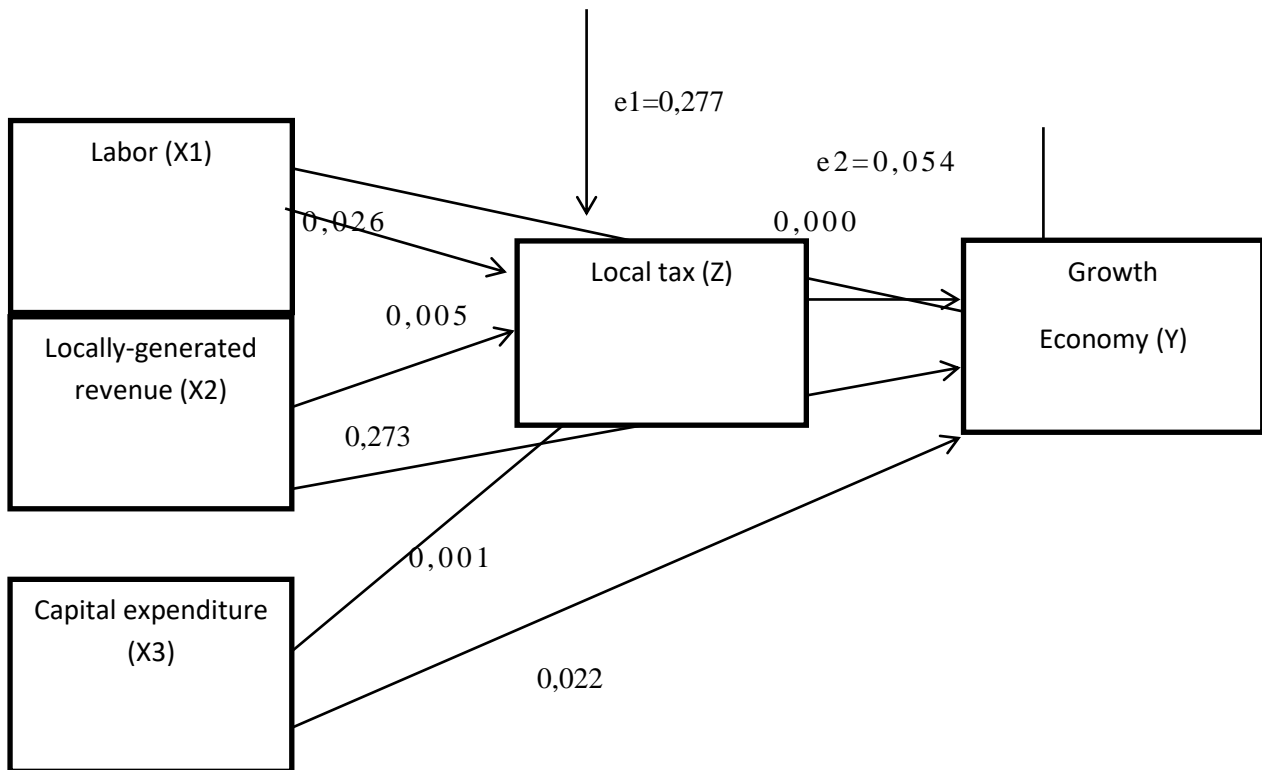 e1=0,277
Labor (X1)
e2=0,054
0,026
0,000
Local tax (Z)
Growth
Economy (Y)
0,005
Locally-generated
revenue (X2)
0,273
0,001
Capital expenditure
(X3)
0,022